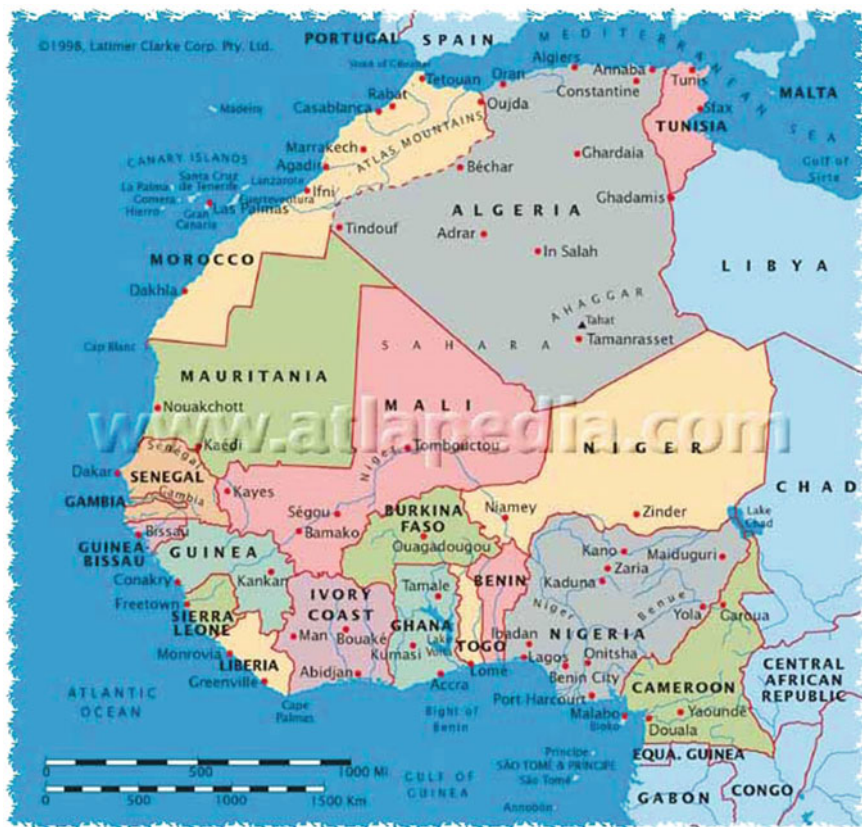 ©1998, Latimer Clarke Corp. Pty. Ltd.
PORTUGAL
SPAIN
MEDITERRANEAN SEA
Strait of Gibraltar
Tetouan
Oran
Algiers
Annaba
Constantine
Tunis
MALTA
Madeira
Rabat
Casablanca
Oujda
Sfax
TUNISIA
Gulf of
Sirte
ATLAS MOUNTAINS
Marrakech
Agadir
Béchar
Ghardaia
CANARY ISLANDS
Santa Cruz
de Tenerife
Lanzarote
La Palma
Gomera
Hierro
Fuerteventura
Gran
Canaria
Las Palmas
Ifni
Ghadamis
ALGERIA
Tindouf
Adrar
In Salah
LIBYA
MOROCCO
Dakhla
AHAGGAR
Tahat
Tamanrasset
SAHARA
Cap Blanc
MAURITANIA
Nouakchott
MALI
www.atlapedia.com
Kaédi
Senegal
Tombouctou
Niger
NIGER
Dakar
SENEGAL
GAMBIA
Gambia
Kayes
CHAD
Ségou
Bamako
BURKINA
FASO
Ouagadougou
Niamey
Zinder
Lake
Chad
Bissau
GUINEA-
BISSAU
GUINEA
Kankan
Conakry
Kano
Zaria
Kaduna
Maiduguri
Tamale
BENIN
Freetown
SIERRA
LEONE
IVORY
COAST
Man
Bouaké
GHANA
Kumasi
Lake
Volta
TOGO
Niger
Benue
Yola
Garoua
Ibadan
NIGERIA
Lagos
Onitsha
Benin City
Monrovia
LIBERIA
Greenville
Abidjan
Accra
Lomé
Port Harcourt
CAMEROON
CENTRAL
AFRICAN
REPUBLIC
ATLANTIC
OCEAN
Cape
Palmas
Bight of
Benin
Malabo
Bioko
Douala
Yaoundé
EQUA. GUINEA
Príncipe
SÃO TOMÉ & PRÍNCIPE
São Tomé
GULF OF
GUINEA
Annobón
GABON
CONGO
0 500 1000 Mi
0 500 1000 1500 Km